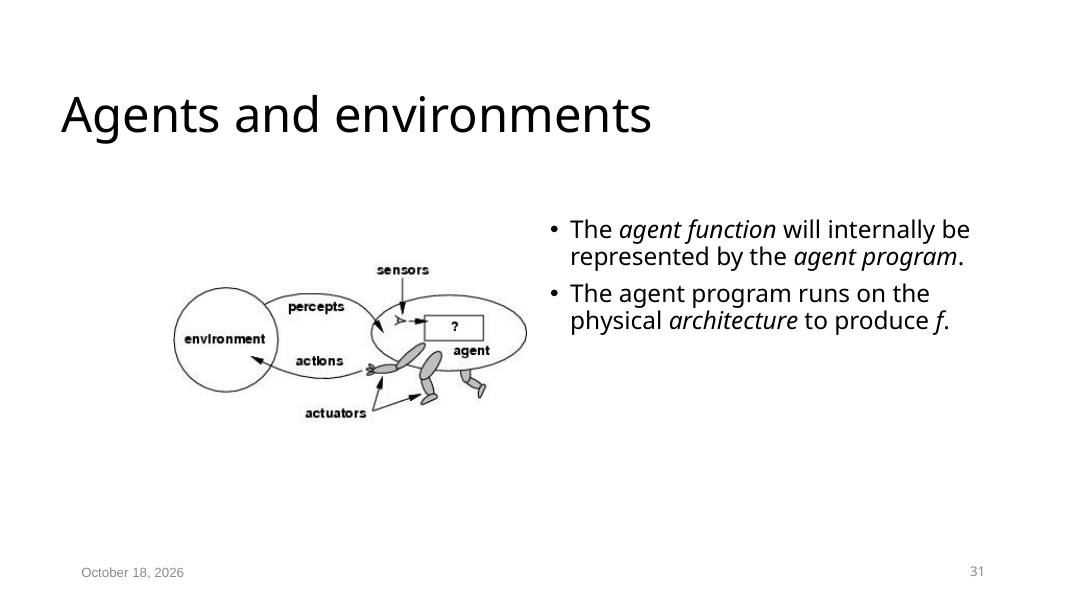 Agents and environments
• The agent function will internally be
represented by the agent program.
• The agent program runs on the
physical architecture to produce f.
sensors
percepts
?
environment
agent
actions
actuators
October 18, 2026
31